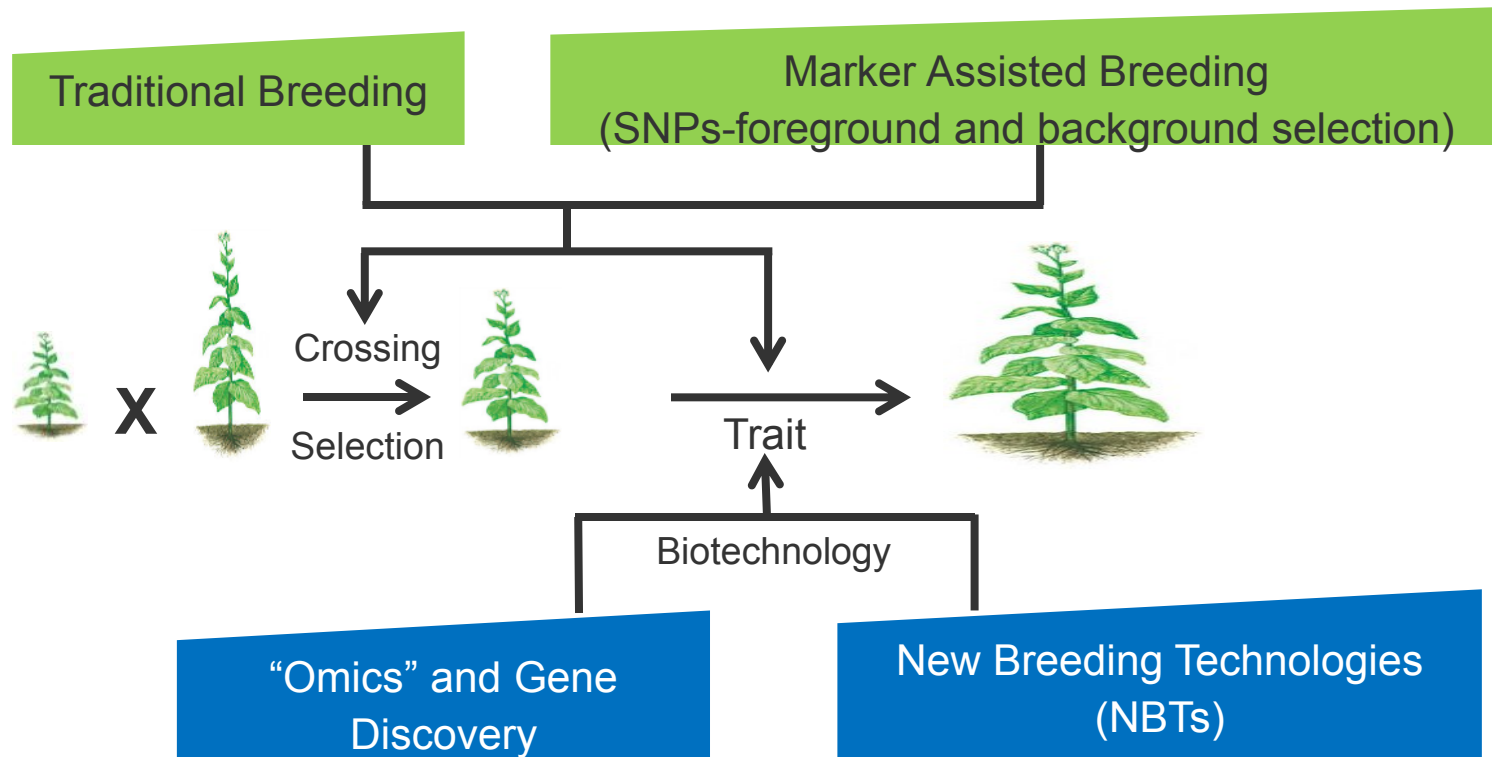 Traditional Breeding
Marker Assisted Breeding
(SNPs-foreground and background selection)
X
Crossing
Selection
Trait
Biotechnology
“Omics” and Gene
Discovery
New Breeding Technologies
(NBTs)